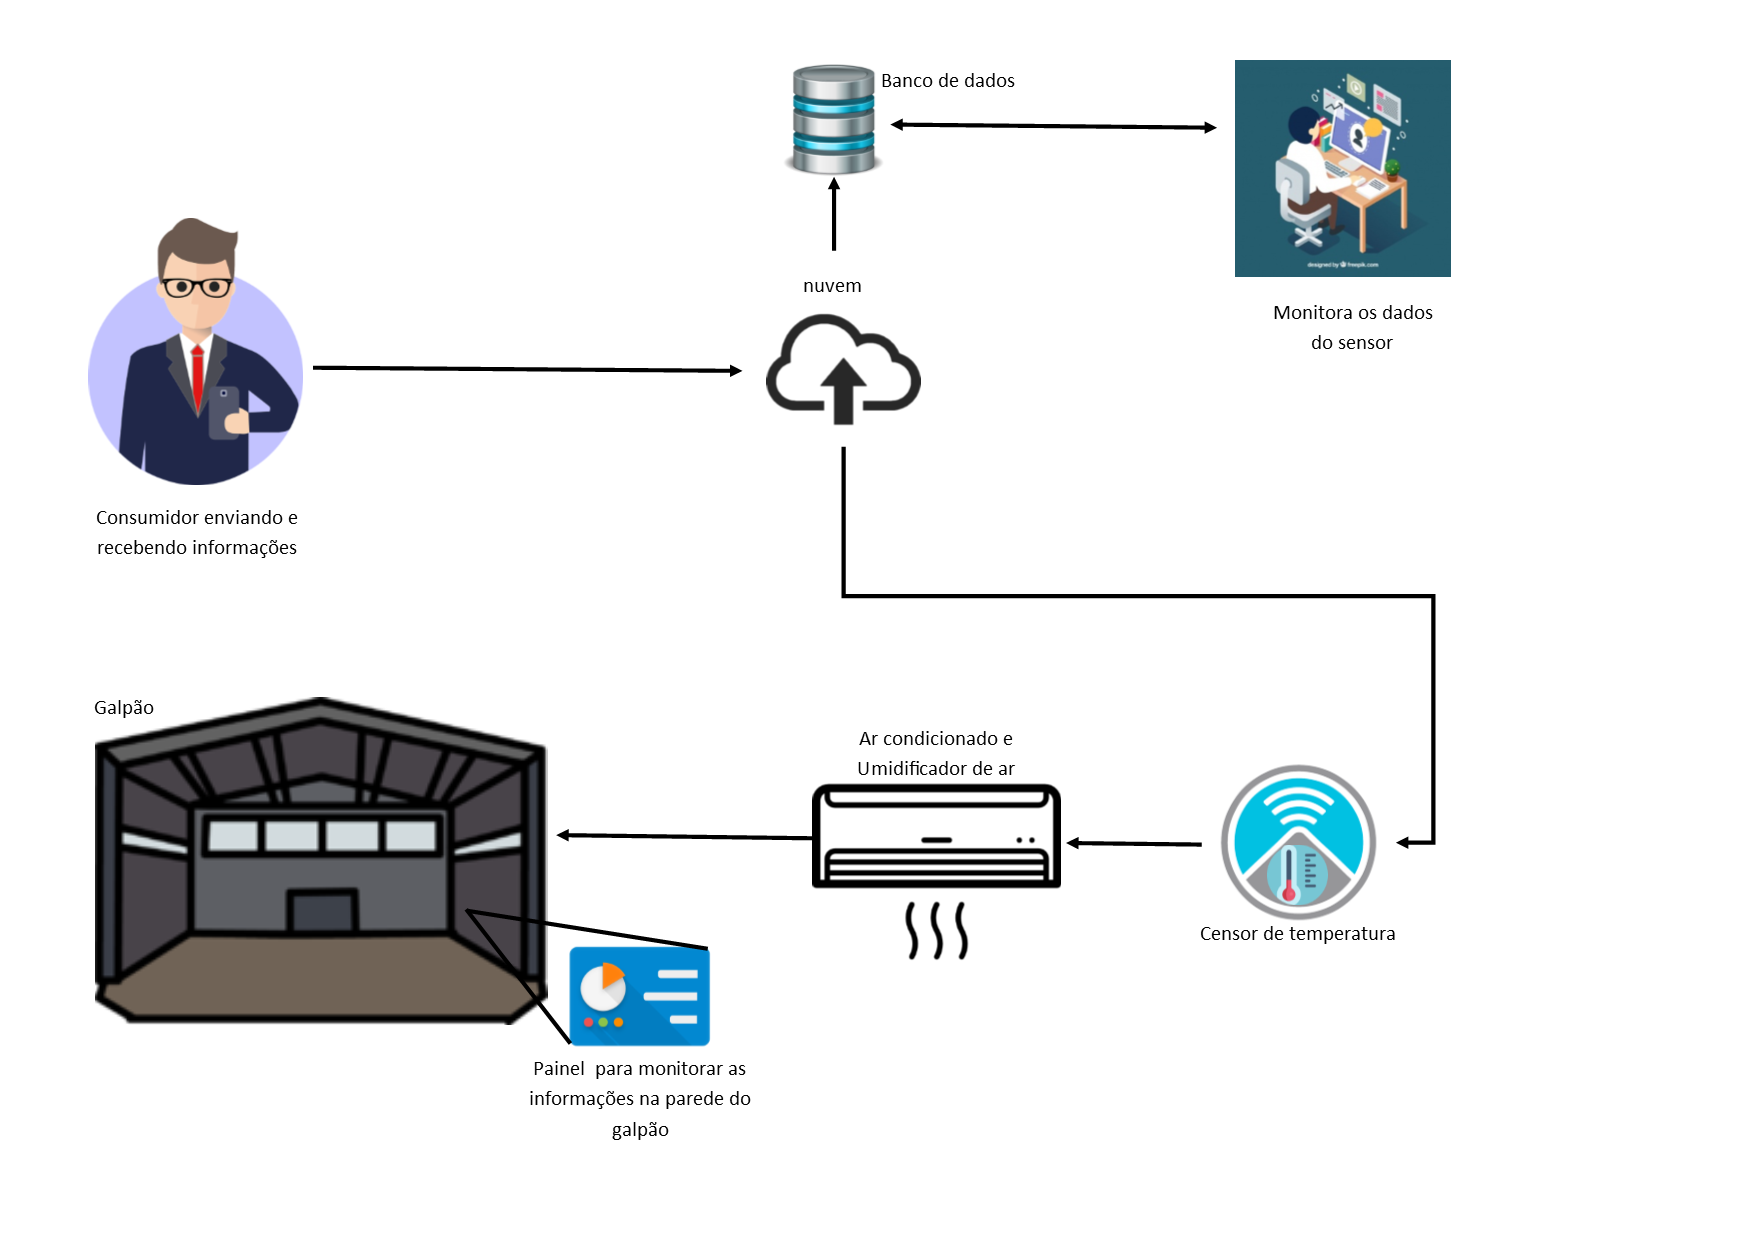 Banco de dados
designed by freepik.com
nuvem
Monitora os dados
do sensor
Consumidor enviando e
recebendo informações
Galpão
Ar condicionado e
Umidificador de ar
Censor de temperatura
Painel  para monitorar as
informações na parede do
galpão